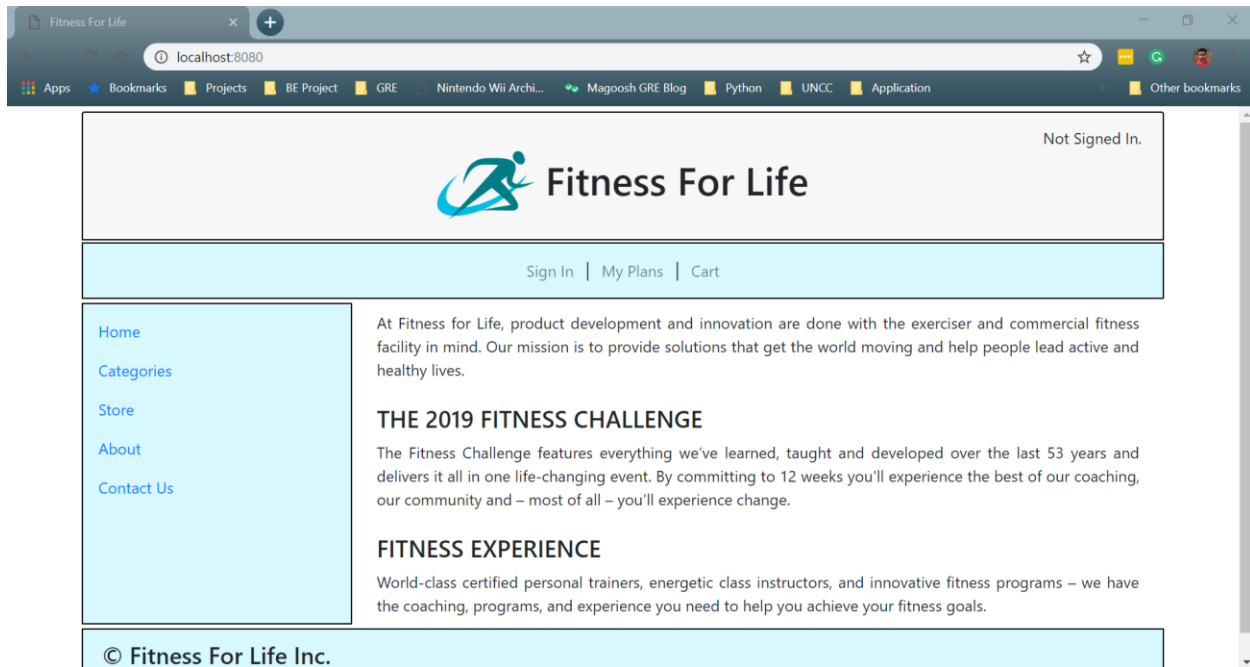 Fitness For Life
localhost:8080
Apps Bookmarks Projects BE Project GRE Nintendo Wii Archi... Magoosh GRE Blog Python UNCC Application Other bookmarks
Not Signed In.
Fitness For Life
Sign In | My Plans | Cart
Home
Categories
Store
About
Contact Us
At Fitness for Life, product development and innovation are done with the exerciser and commercial fitness
facility in mind. Our mission is to provide solutions that get the world moving and help people lead active and
healthy lives.
THE 2019 FITNESS CHALLENGE
The Fitness Challenge features everything we've learned, taught and developed over the last 53 years and
delivers it all in one life-changing event. By committing to 12 weeks you'll experience the best of our coaching,
our community and – most of all – you'll experience change.
FITNESS EXPERIENCE
World-class certified personal trainers, energetic class instructors, and innovative fitness programs – we have
the coaching, programs, and experience you need to help you achieve your fitness goals.
© Fitness For Life Inc.